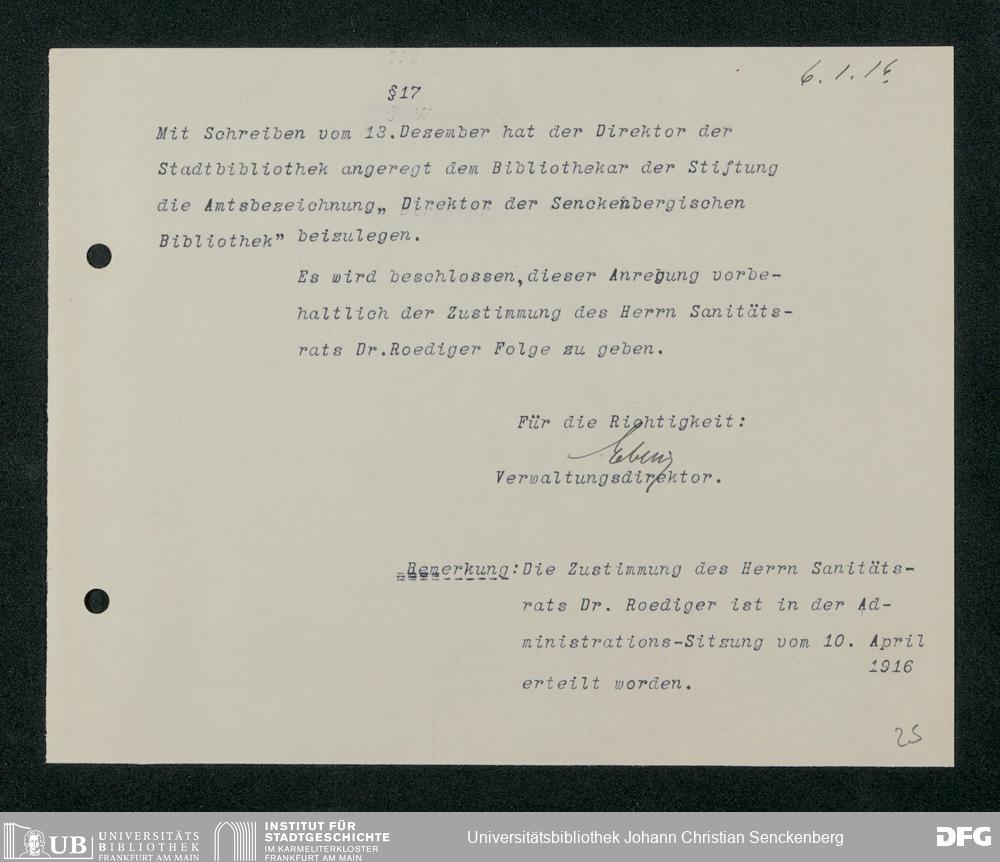 6.1.16.
§17
Mit Schreiben vom 13.Dezember hat der Direktor der
Stadtbibliothek angeregt dem Bibliothekar der Stiftung
die Amtsbezeichnung„ Direktor der Senckenbergischen
Bibliothek" beizulegen.
Es wird beschlossen,dieser Anregung vorbe-
haltlich der Zustimmung des Herrn Sanitäts-
rats Dr.Roediger Folge zu geben.
Für die Richtigkeit:
Verwaltungsdirektor.
Bemerkung:Die Zustimmung des Herrn Sanitäts-
rats Dr. Roediger ist in der Ad-
ministrations-Sitzung vom 10. April
1916
erteilt worden.
25
UB UNIVERSITÄTS
BIBLIOTHEK
FRANKFURT AM MAIN
INSTITUT FÜR
STADTGESCHICHTE
IM KARMELITERKLOSTER
FRANKFURT AM MAIN
Universitätsbibliothek Johann Christian Senckenberg
DFG